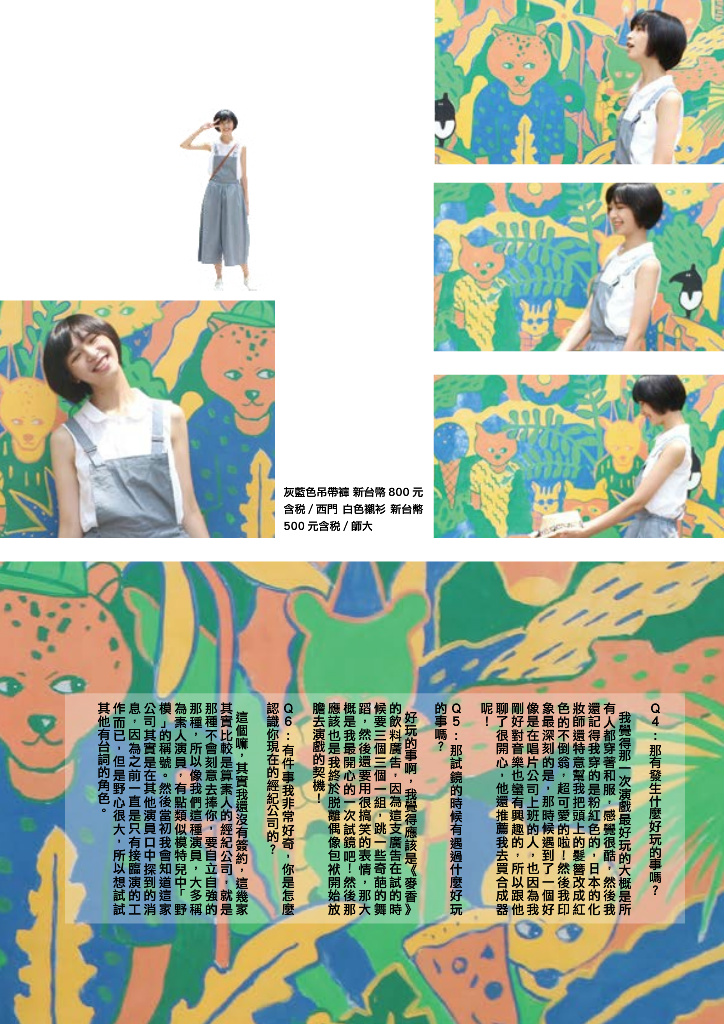 灰藍色吊帶褲 新台幣 800 元
含税 / 西門 白色襯衫 新台幣
500 元含税 / 師大
Q4：那有發生什麼好玩的事嗎？
我覺得那一次演戲最好玩的大概是所
有人都穿著和服，感覺很酷，然後我
還記得我穿的是粉紅色的，日本的化
妝師還特意幫我把頭上的髮簪改成紅
色的不倒翁，超可愛的啦！然後我印
象最深刻的是，那時候遇到了一個好
像是在唱片公司上班的人，也因為我
剛好對音樂也蠻有興趣的，所以跟他
聊了很開心，他還推薦我去買合成器
呢！
Q5：那試鏡的時候有遇過什麼好玩
的事嗎？
好玩的事啊，我覺得應該是《麥香》
的飲料廣告，因為這支廣告在試的時
候要三個三個一組，跳一些奇葩的舞
蹈，然後還要用很搞笑的表情，那大
概是我最開心的一次試鏡吧！然後那
應該也是我終於脫離偶像包袱開始放
膽去演戲的契機！
Q6：有件事我非常好奇，你是怎麼
認識你現在的經紀公司的？
這個嘛，其實我還沒有簽約，這幾家
其實比較是算素人的經紀公司，就是
那種不會刻意去捧你，要自立自強的
那種，所以像我們這種演員，大多稱
為素人演員，有點類似模特兒中「野
模」的稱號。然後當初我會知道這家
公司其實是在其他演員口中探到的消
息，因為之前一直是只有接臨演的工
作而已，但是野心很大，所以想試試
其他有台詞的角色。